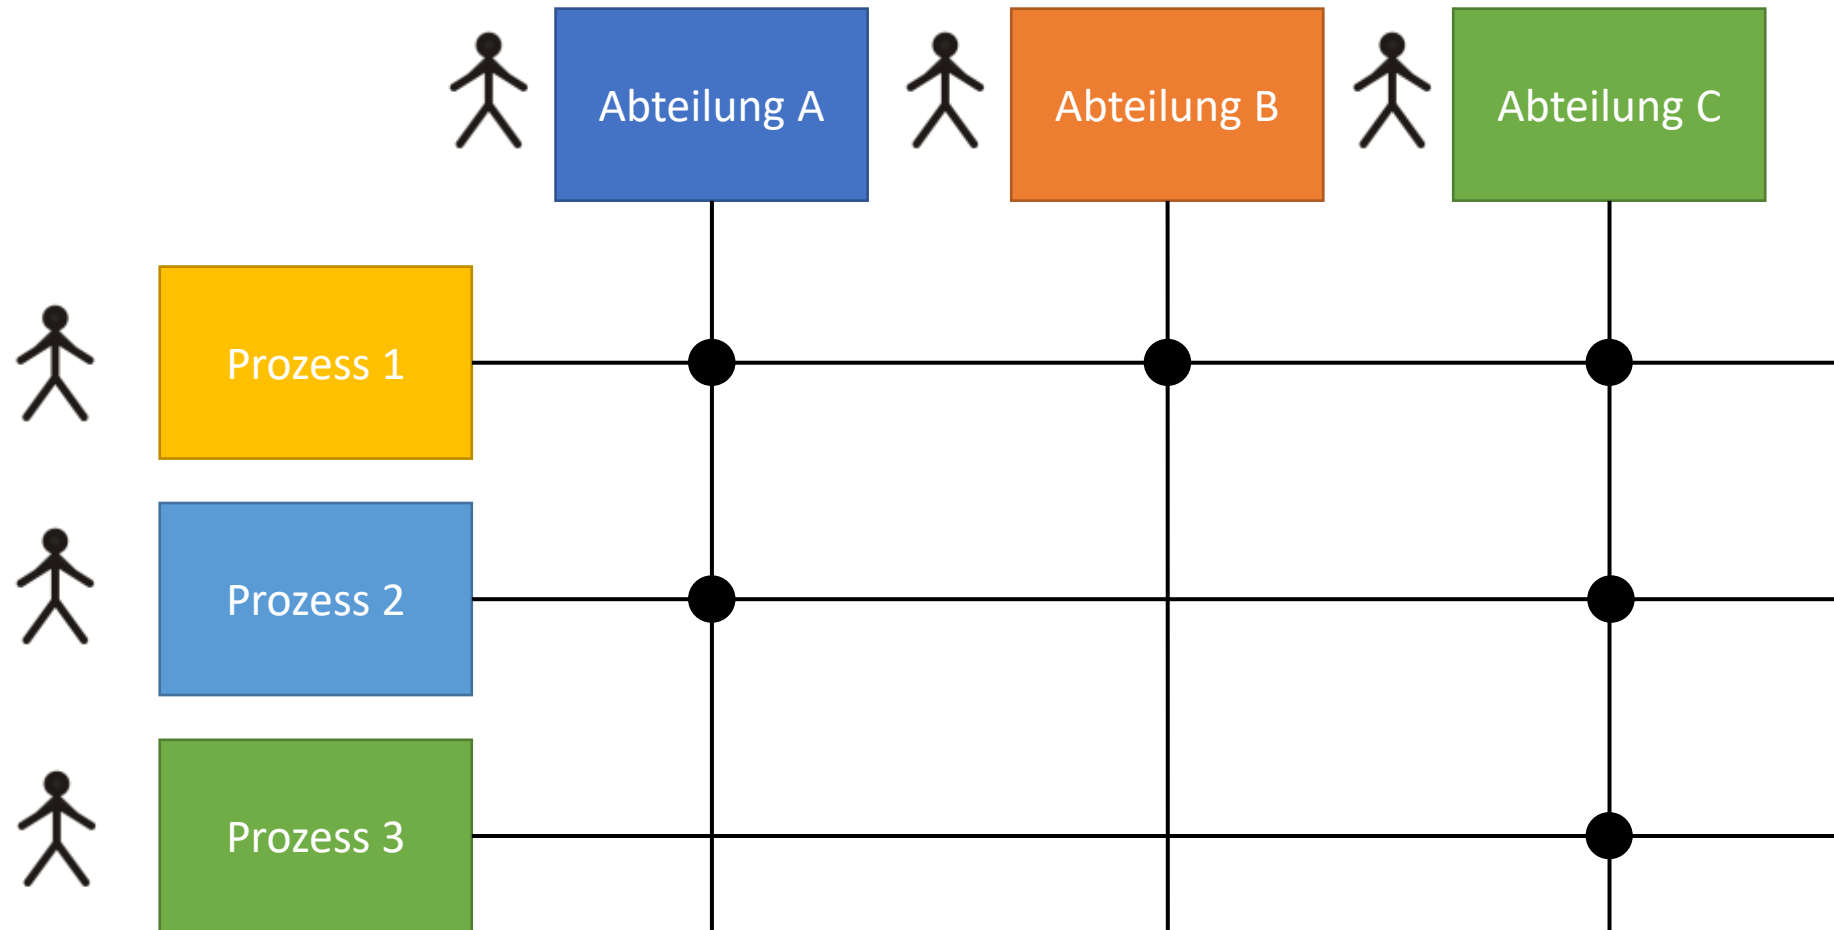 Abteilung A
Abteilung B
Abteilung C
Prozess 1
Prozess 2
Prozess 3